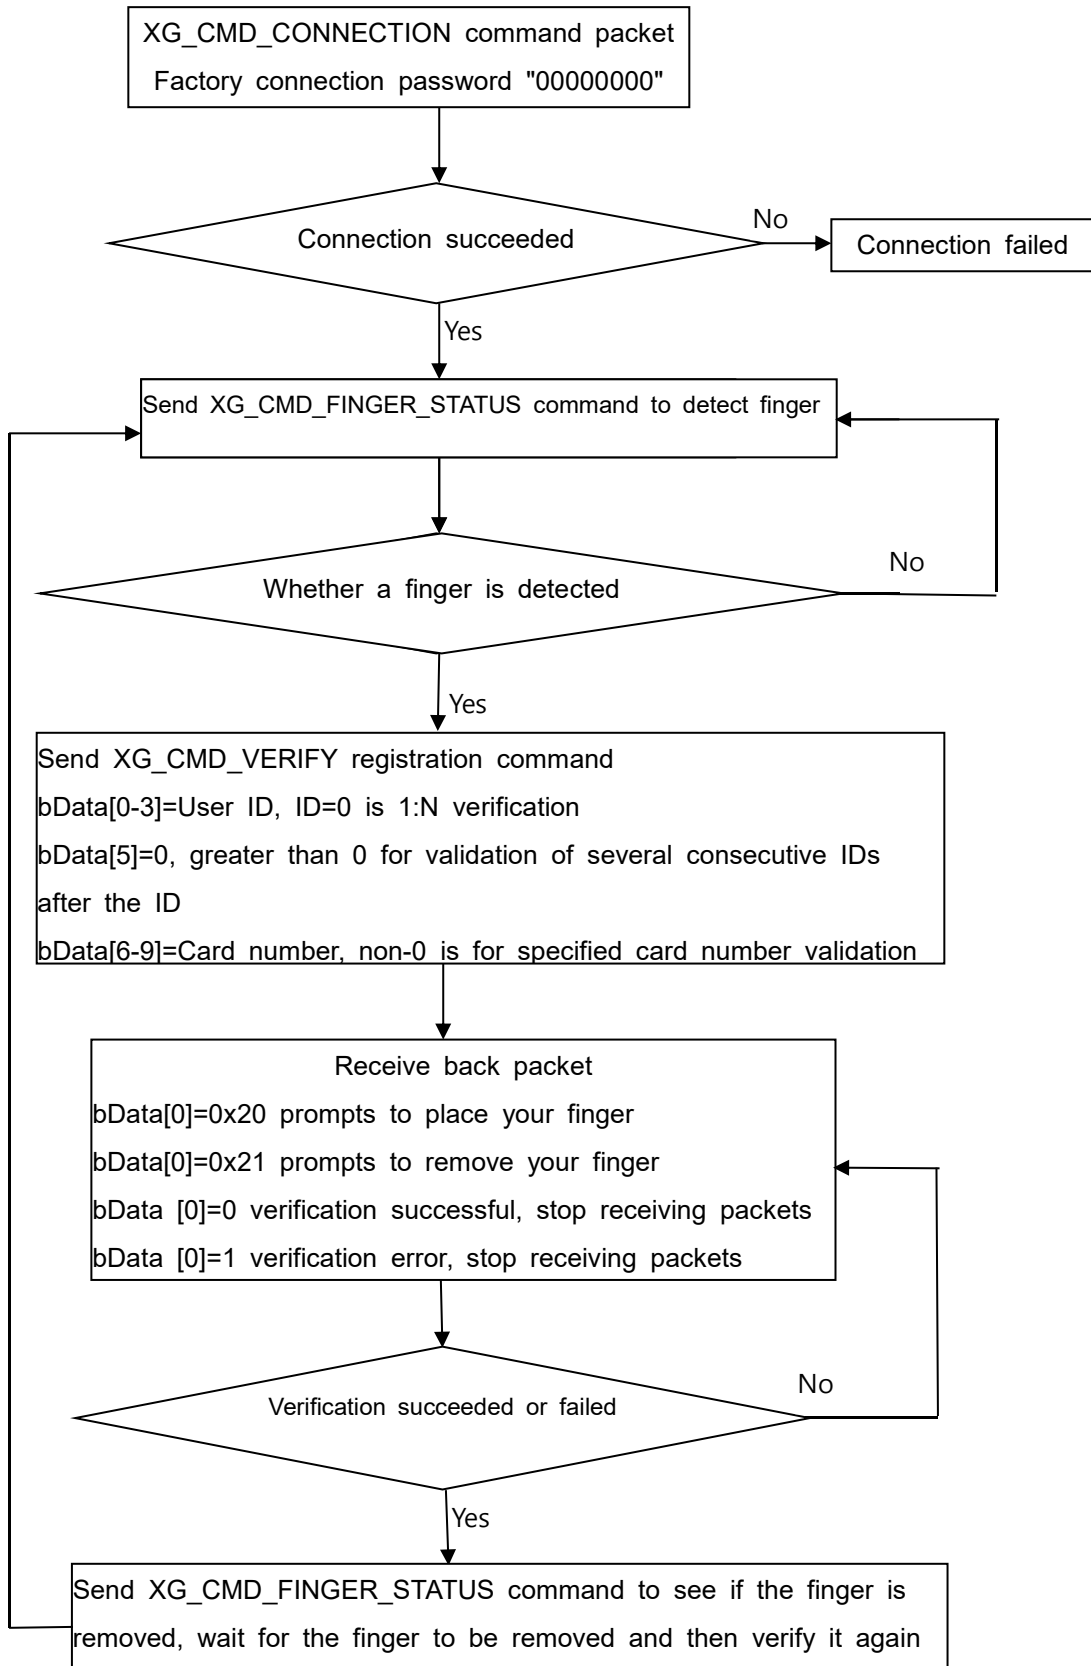 XG_CMD_CONNECTION command packet
Factory connection password "00000000"
Connection succeeded
No
Connection failed
Yes
Send XG_CMD_FINGER_STATUS command to detect finger
Whether a finger is detected
No
Yes
Send XG_CMD_VERIFY registration command
bData[0-3]=User ID, ID=0 is 1:N verification
bData[5]=0, greater than 0 for validation of several consecutive IDs
after the ID
bData[6-9]=Card number, non-0 is for specified card number validation
Receive back packet
bData[0]=0x20 prompts to place your finger
bData[0]=0x21 prompts to remove your finger
bData [0]=0 verification successful, stop receiving packets
bData [0]=1 verification error, stop receiving packets
Verification succeeded or failed
No
Yes
Send XG_CMD_FINGER_STATUS command to see if the finger is
removed, wait for the finger to be removed and then verify it again